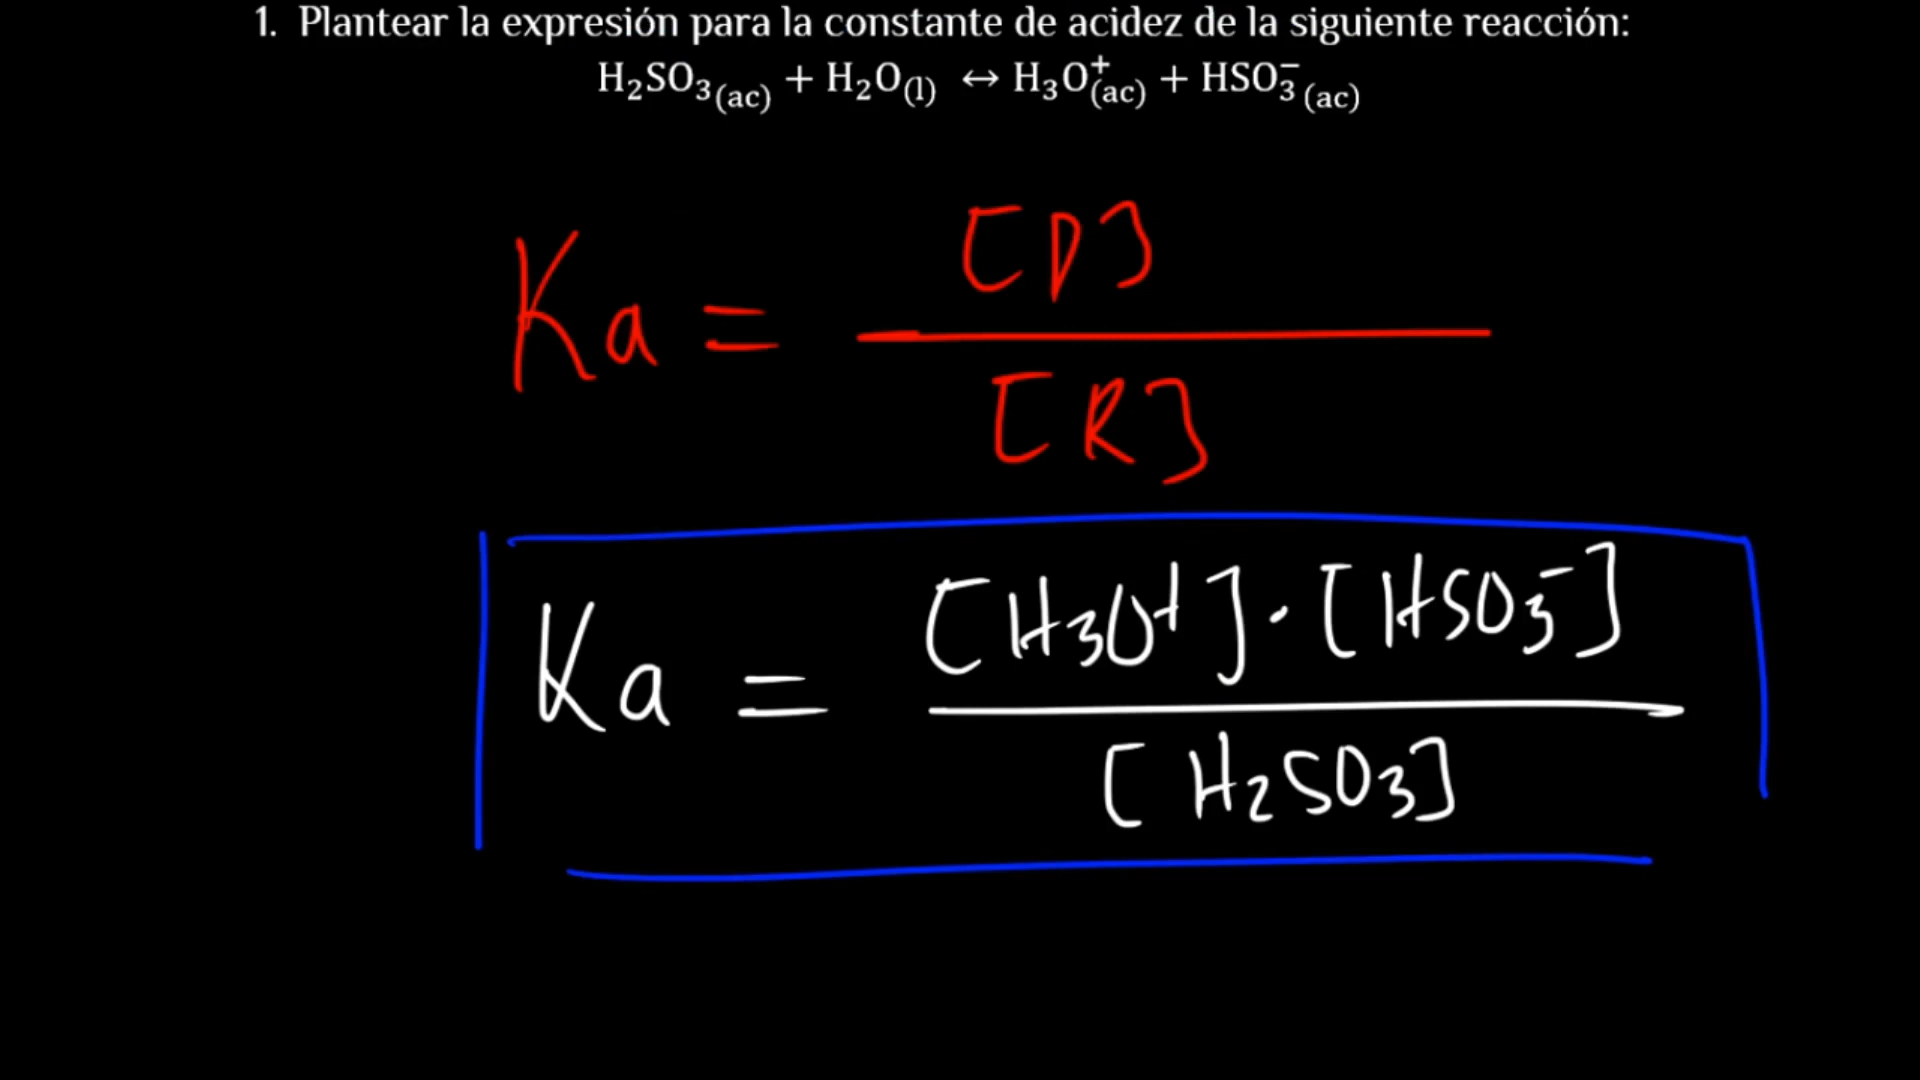 1. Plantear la expresión para la constante de acidez de la siguiente reacción:
H₂SO₃(ac) + H₂O(l) ↔ H₃O⁺(ac) + HSO₃⁻(ac)
Ka = [P] / [R]
Ka = [H₃O⁺] · [HSO₃⁻] / [H₂SO₃]